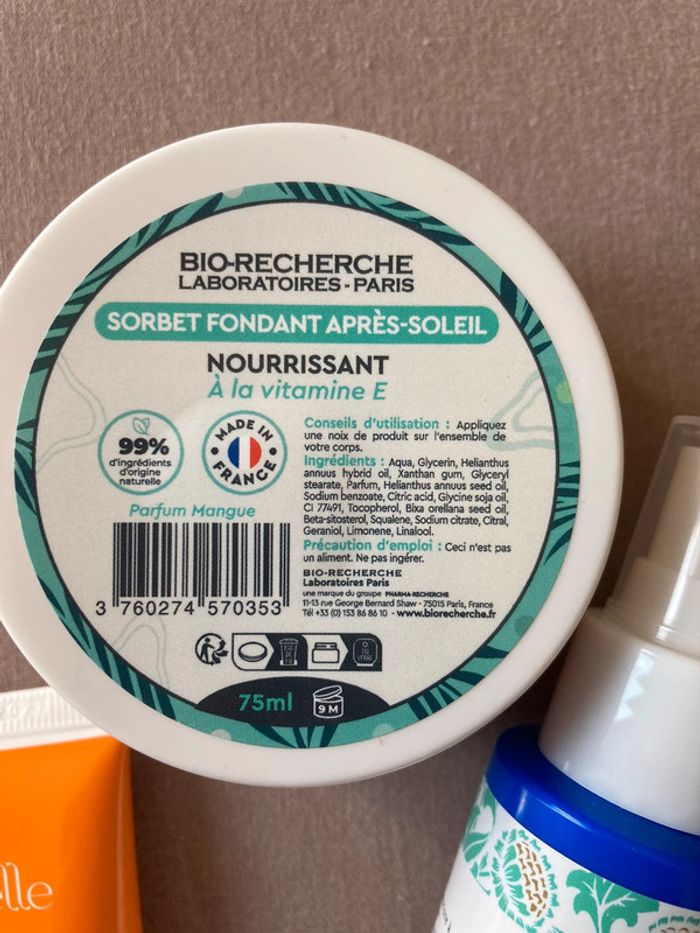 BIO-RECHERCHE
LABORATOIRES - PARIS
SORBET FONDANT APRÈS-SOLEIL
NOURRISSANT
À la vitamine E
99%
d'ingrédients
d'origine
naturelle
MADE IN
FRANCE
Parfum Mangue
Conseils d'utilisation : Appliquez
une noix de produit sur l'ensemble de
votre corps.
Ingrédients : Aqua, Glycerin, Helianthus
annuus hybrid oil, Xanthan gum, Glyceryl
stearate, Parfum, Helianthus annuus seed oil,
Sodium benzoate, Citric acid, Glycine soja oil,
CI 77491, Tocopherol, Bixa orellana seed oil,
Beta-sitosterol, Squalene, Sodium citrate, Citral,
Geraniol, Limonene, Linalool.
Précaution d'emploi : Ceci n'est pas
un aliment. Ne pas ingérer.
BIO-RECHERCHE
Laboratoires Paris
une marque du groupe PHARMA-RECHERCHE
11-13 rue George Bernard Shaw - 75015 Paris, France
Tél +33 (0) 153 86 86 10 - www.biorecherche.fr
3 760274 570353
75ml
9 M
elle